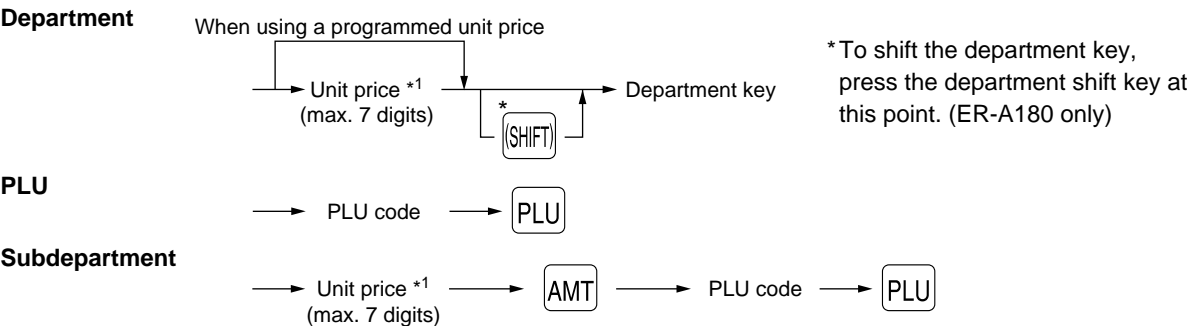 Department
When using a programmed unit price
Unit price *1
(max. 7 digits)
*
(SHIFT)
Department key
* To shift the department key,
press the department shift key at
this point. (ER-A180 only)
PLU
PLU code
PLU
Subdepartment
Unit price *1
(max. 7 digits)
AMT
PLU code
PLU